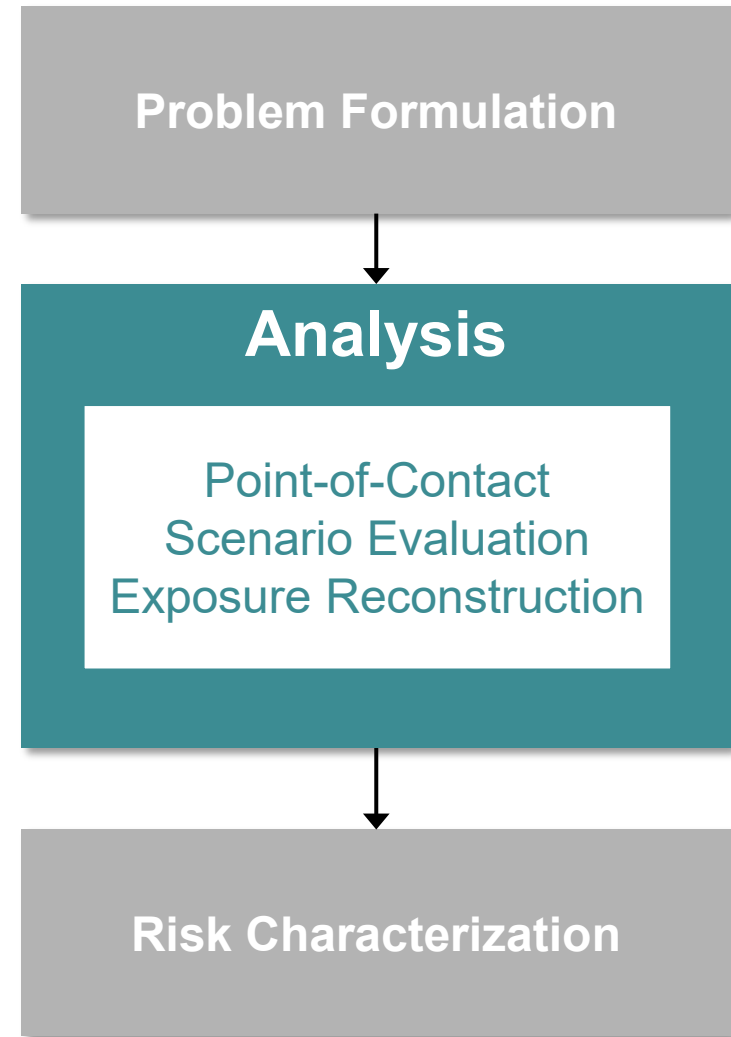 Problem Formulation
Analysis
Point-of-Contact
Scenario Evaluation
Exposure Reconstruction
Risk Characterization